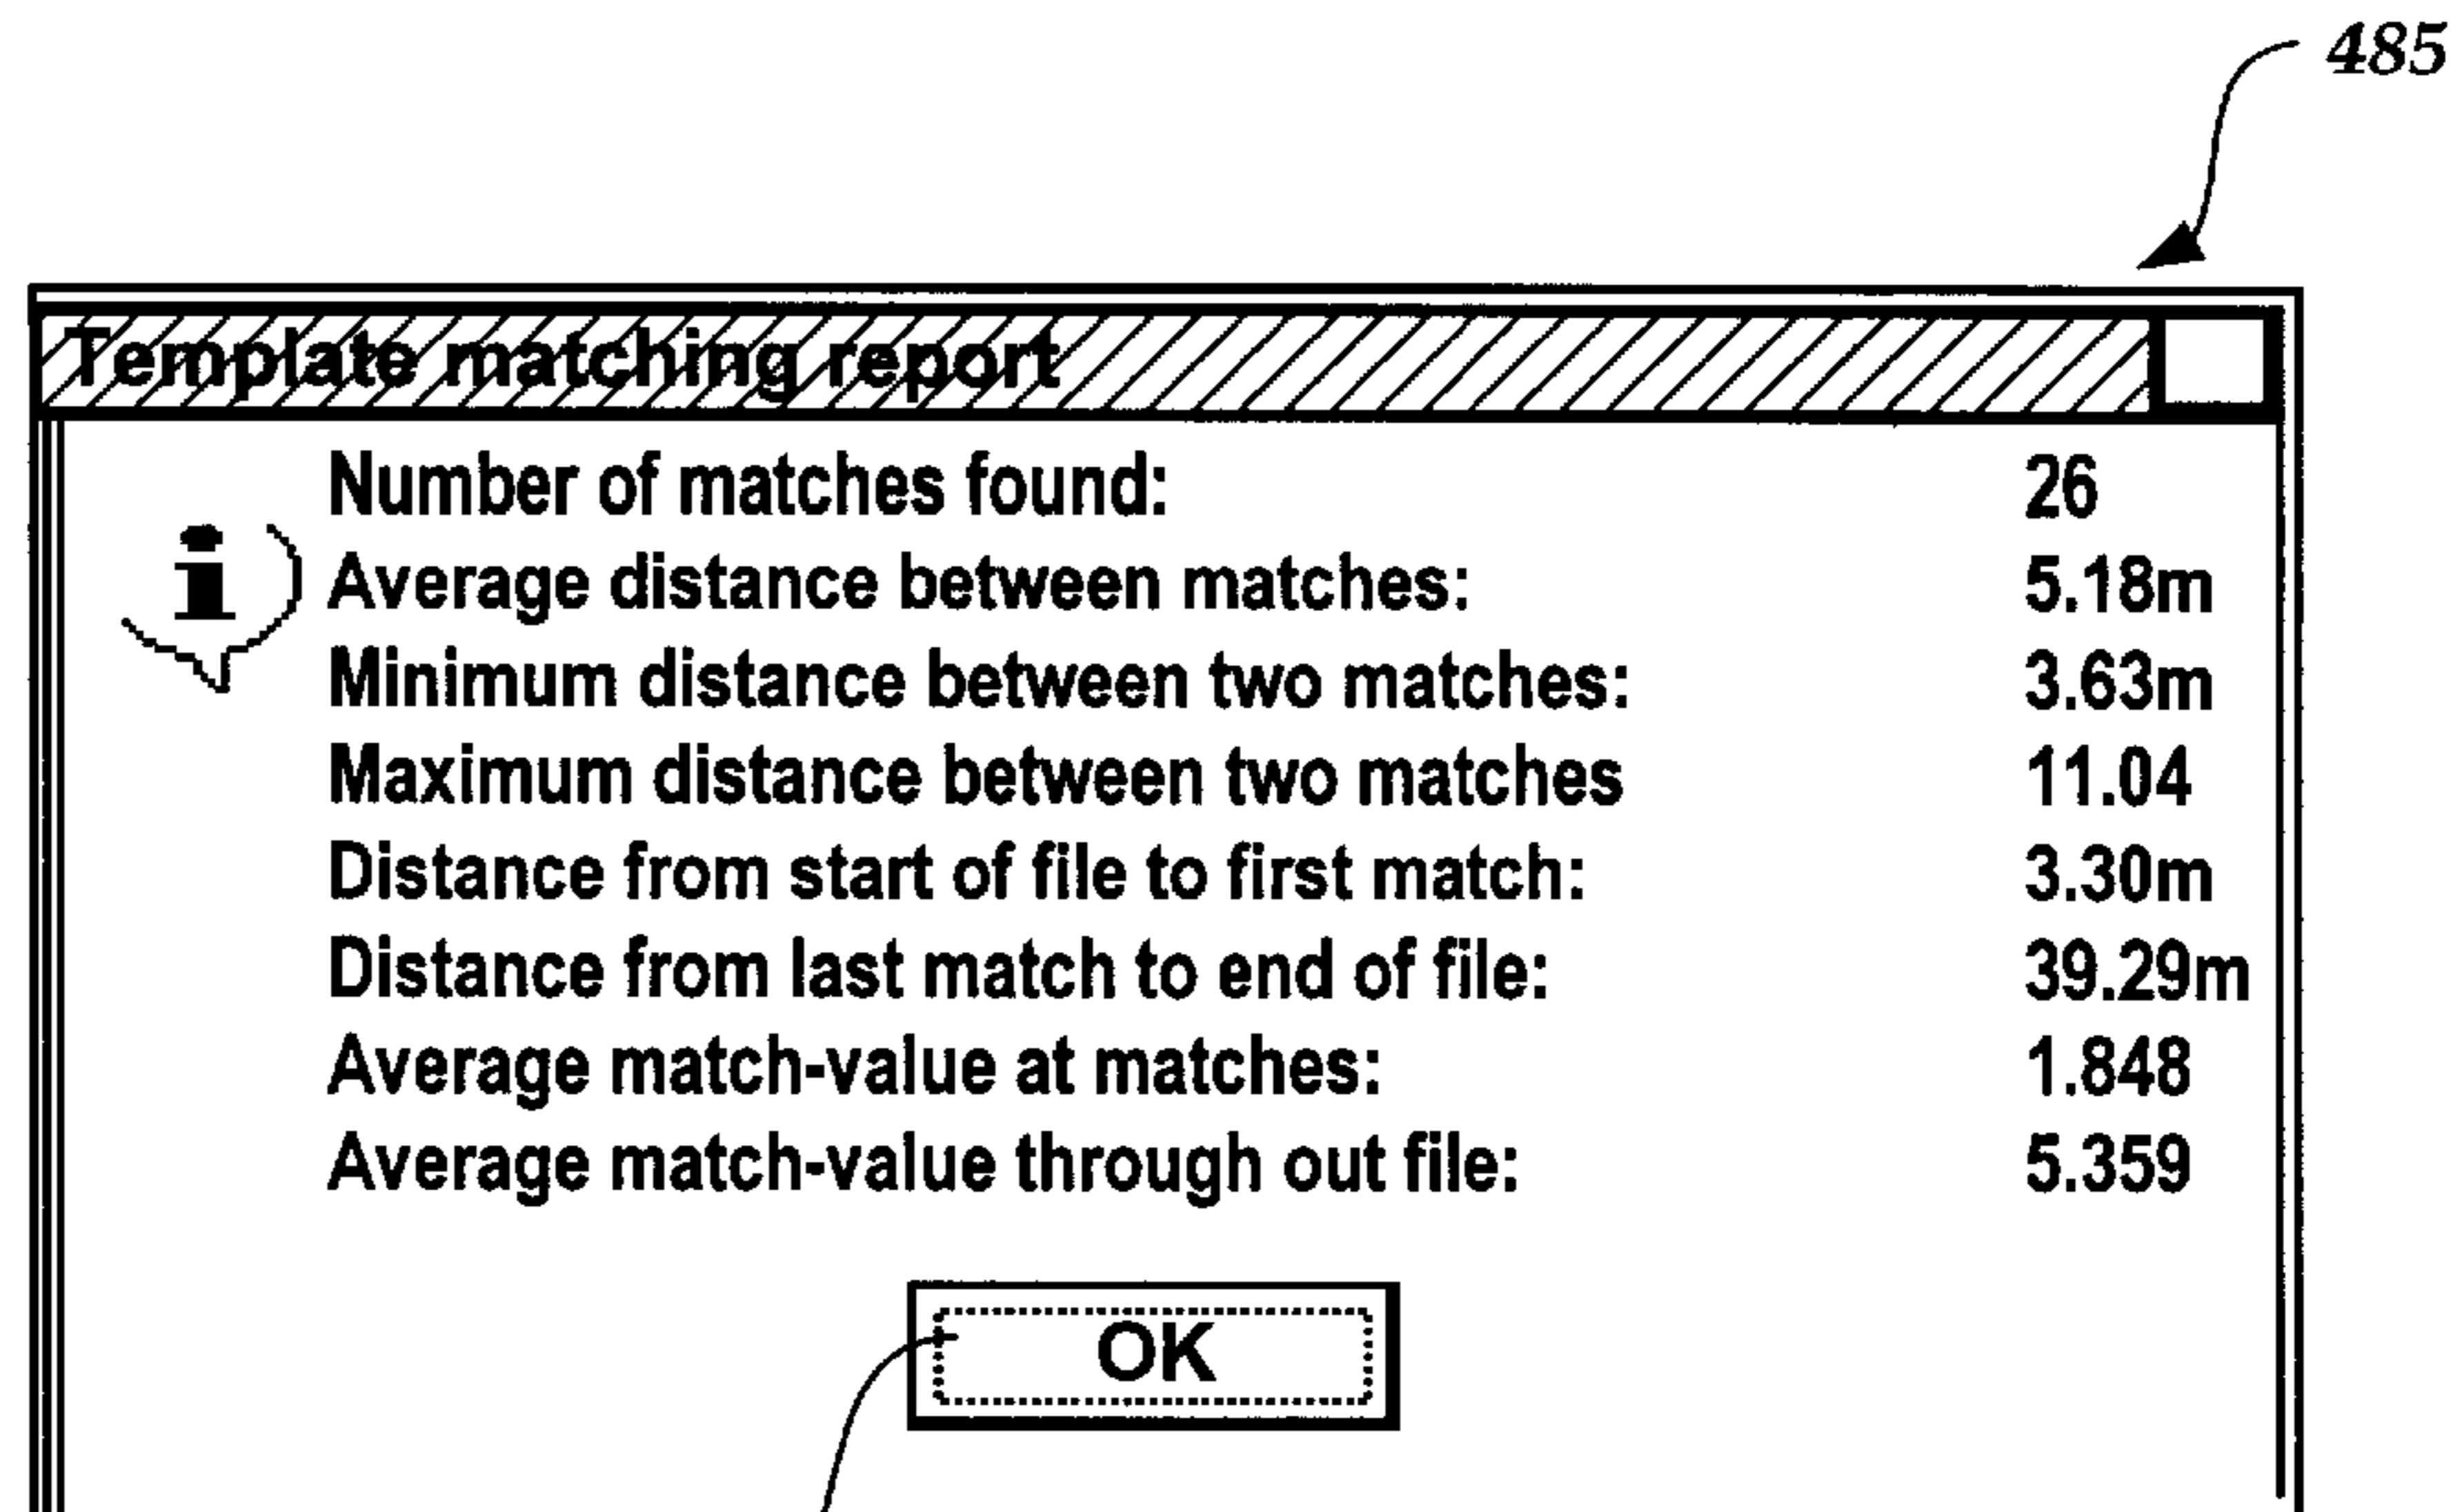 485
Template matching report
Number of matches found: 26
Average distance between matches: 5.18m
Minimum distance between two matches: 3.63m
Maximum distance between two matches 11.04
Distance from start of file to first match: 3.30m
Distance from last match to end of file: 39.29m
Average match-value at matches: 1.848
Average match-value through out file: 5.359
OK